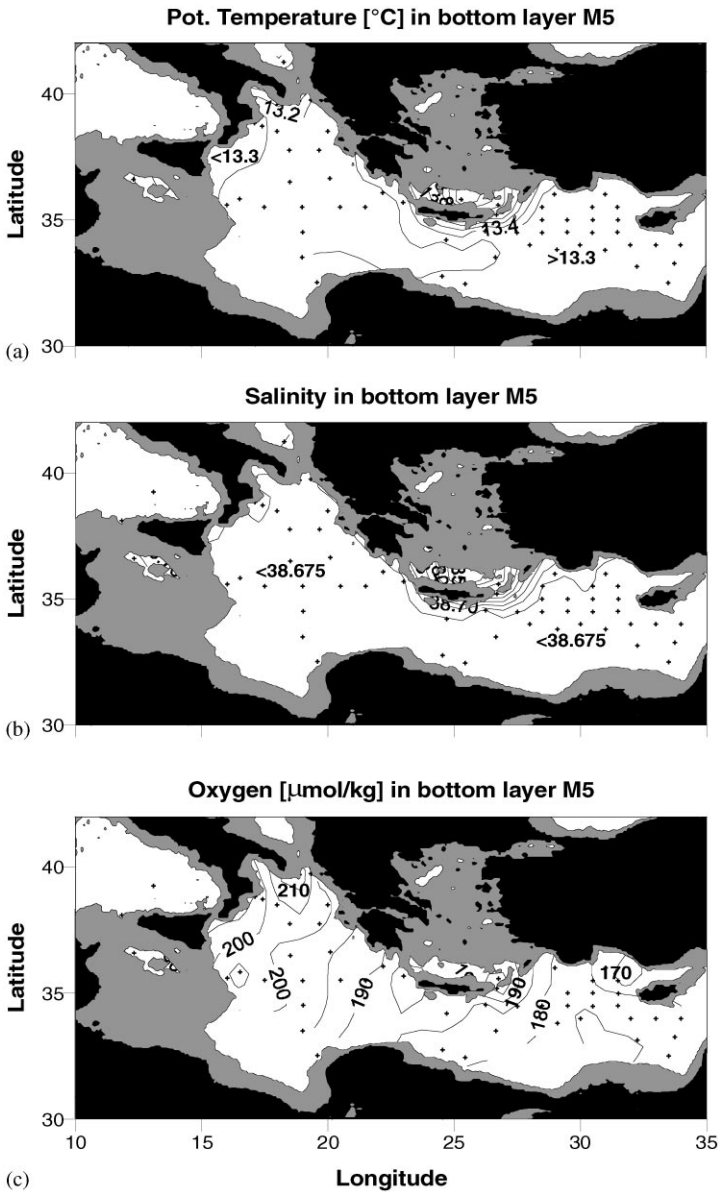 Pot. Temperature [°C] in bottom layer M5
40
13.2
<13.3
Latitude
35
13.4
>13.3
(a)
30
Salinity in bottom layer M5
40
<38.675
Latitude
35
38.70
<38.675
(b)
30
Oxygen [µmol/kg] in bottom layer M5
40
210
200
170
Latitude
200
190
190
35
180
30
10 15 20 25 30 35
(c)
Longitude